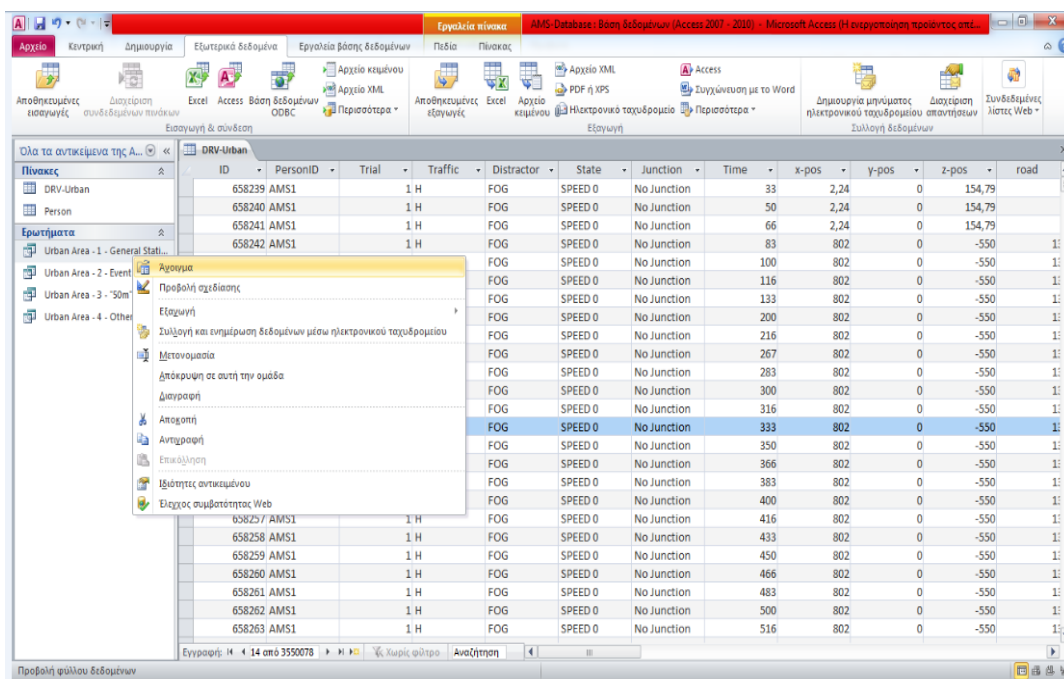 Εργαλεία πίνακα AMS-Database : Βάση δεδομένων (Access 2007 - 2010) - Microsoft Access (Η ενεργοποίηση προϊόντος απέ...
Αρχείο Κεντρική Δημιουργία Εξωτερικά δεδομένα Εργαλεία βάσης δεδομένων Πεδία Πίνακας
Αποθηκευμένες εισαγωγές
Διαχείριση συνδεδεμένων πινάκων
Excel
Access
Βάση δεδομένων ODBC
Αρχείο κειμένου
Αρχείο XML
Περισσότερα
Εισαγωγή & σύνδεση
Αποθηκευμένες εξαγωγές
Excel
Αρχείο κειμένου
Αρχείο XML
PDF ή XPS
Ηλεκτρονικό ταχυδρομείο
Access
Συγχώνευση με το Word
Περισσότερα
Εξαγωγή
Δημιουργία μηνύματος ηλεκτρονικού ταχυδρομείου
Διαχείριση απαντήσεων
Συλλογή δεδομένων
Συνδεδεμένες λίστες Web
Όλα τα αντικείμενα της A...
Πίνακες
DRV-Urban
Person
Ερωτήματα
Urban Area - 1 - General Stati...
Urban Area - 2 - Event
Urban Area - 3 - "50m"
Urban Area - 4 - Other
Άνοιγμα
Προβολή σχεδίασης
Εξαγωγή
Συλλογή και ενημέρωση δεδομένων μέσω ηλεκτρονικού ταχυδρομείου
Μετονομασία
Απόκρυψη σε αυτή την ομάδα
Διαγραφή
Αποκοπή
Αντιγραφή
Επικόλληση
Ιδιότητες αντικειμένου
Έλεγχος συμβατότητας Web
DRV-Urban
ID PersonID Trial Traffic Distractor State Junction Time x-pos y-pos z-pos road
658239 AMS1 1 H FOG SPEED 0 No Junction 33 2,24 0 154,79
658240 AMS1 1 H FOG SPEED 0 No Junction 50 2,24 0 154,79
658241 AMS1 1 H FOG SPEED 0 No Junction 66 2,24 0 154,79
658242 AMS1 1 H FOG SPEED 0 No Junction 83 802 0 -550
FOG SPEED 0 No Junction 100 802 0 -550
FOG SPEED 0 No Junction 116 802 0 -550
FOG SPEED 0 No Junction 133 802 0 -550
FOG SPEED 0 No Junction 200 802 0 -550
FOG SPEED 0 No Junction 216 802 0 -550
FOG SPEED 0 No Junction 267 802 0 -550
FOG SPEED 0 No Junction 283 802 0 -550
FOG SPEED 0 No Junction 300 802 0 -550
FOG SPEED 0 No Junction 316 802 0 -550
FOG SPEED 0 No Junction 333 802 0 -550
FOG SPEED 0 No Junction 350 802 0 -550
FOG SPEED 0 No Junction 366 802 0 -550
FOG SPEED 0 No Junction 383 802 0 -550
FOG SPEED 0 No Junction 400 802 0 -550
658257 AMS1 1 H FOG SPEED 0 No Junction 416 802 0 -550
658258 AMS1 1 H FOG SPEED 0 No Junction 433 802 0 -550
658259 AMS1 1 H FOG SPEED 0 No Junction 450 802 0 -550
658260 AMS1 1 H FOG SPEED 0 No Junction 466 802 0 -550
658261 AMS1 1 H FOG SPEED 0 No Junction 483 802 0 -550
658262 AMS1 1 H FOG SPEED 0 No Junction 500 802 0 -550
658263 AMS1 1 H FOG SPEED 0 No Junction 516 802 0 -550
Εγγραφή: 14 από 3550078 Χωρίς φίλτρο Αναζήτηση
Προβολή φύλλου δεδομένων